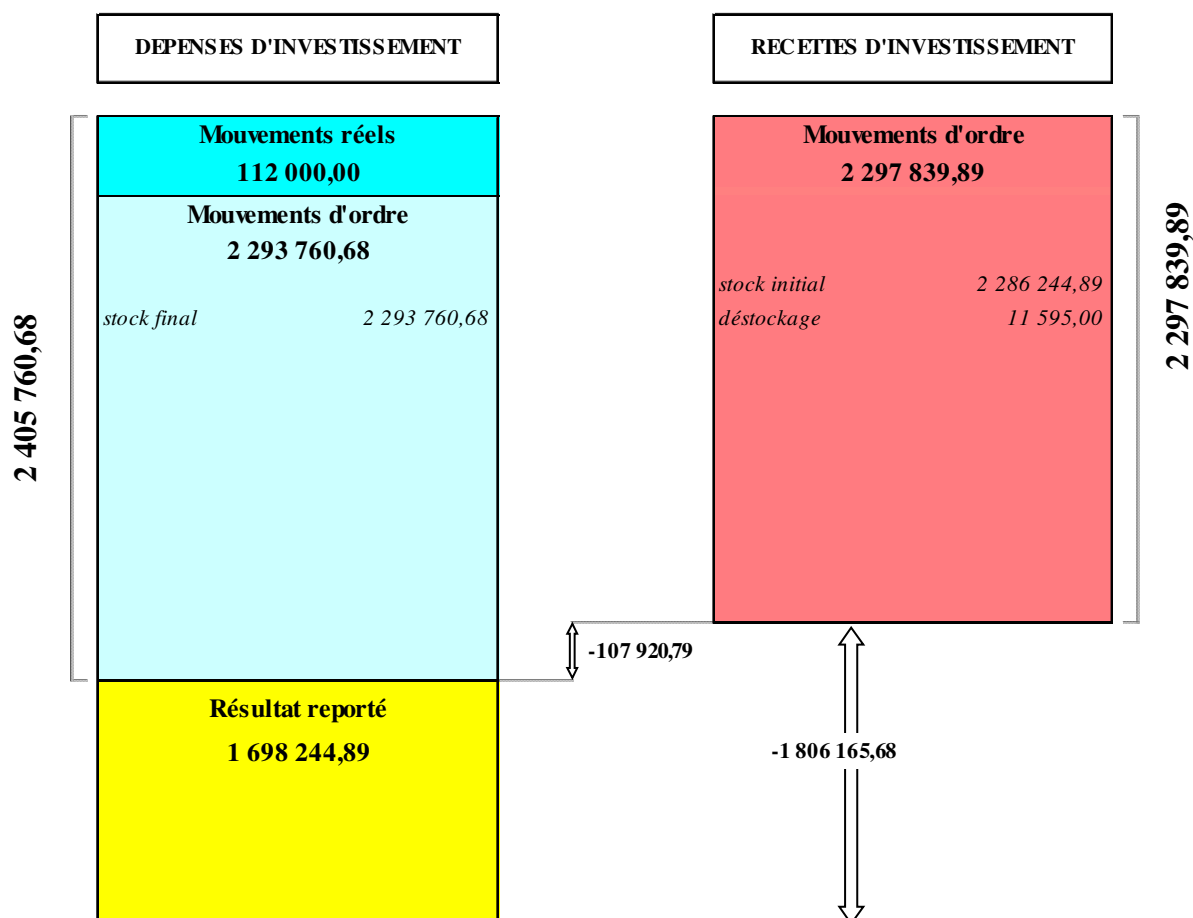 DEPENSES D'INVESTISSEMENT
RECETTES D'INVESTISSEMENT
Mouvements réels
112 000,00
Mouvements d'ordre
2 293 760,68
stock final 2 293 760,68
2 405 760,68
Mouvements d'ordre
2 297 839,89
stock initial 2 286 244,89
déstockage 11 595,00
2 297 839,89
-107 920,79
Résultat reporté
1 698 244,89
-1 806 165,68